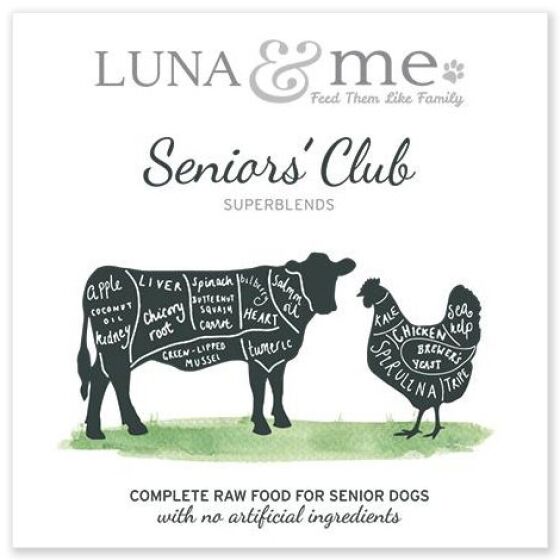 LUNA & me
Feed Them Like Family
Seniors' Club
SUPERBLENDS
apple
COCONUT
OIL
kidney
LIVER
Chicory
root
Spinach
BUTTERNUT
SQUASH
carrot
bilberry
HEART
Salmon
oil
GREEN-LIPPED
MUSSEL
tumeric
KALE
CHICKEN
sea
kelp
BREWER'S
YEAST
SPIRULINA
TRIPE
COMPLETE RAW FOOD FOR SENIOR DOGS
with no artificial ingredients